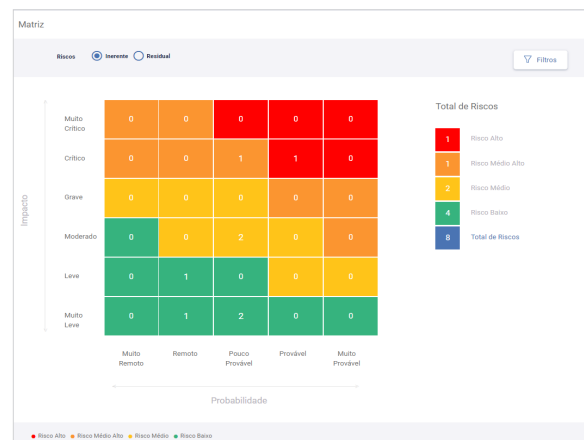 Matriz
Riscos Inerente Residual
Filtros
Total de Riscos
Muito
Crítico
0 0 0 0 0
Crítico
0 0 1 1 0
Grave
0 0 0 0 0
Moderado
0 0 2 0 0
Leve
0 1 0 0 0
Muito
Leve
0 1 2 0 0
Impacto
Muito
Remoto
Remoto
Pouco
Provável
Provável
Muito
Provável
Probabilidade
1 Risco Alto
1 Risco Médio Alto
2 Risco Médio
4 Risco Baixo
8 Total de Riscos
Risco Alto Risco Médio Alto Risco Médio Risco Baixo